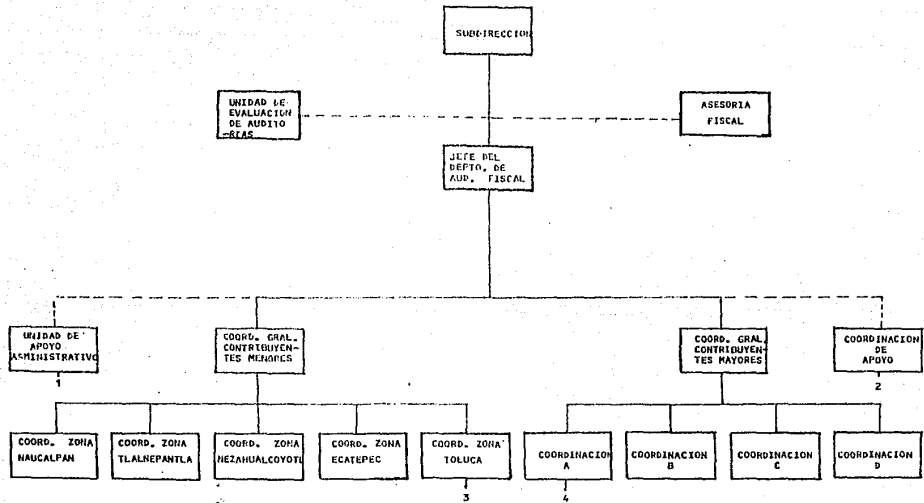 SUBDIRECCION
UNIDAD DE
EVALUACION
DE AUDITO
-RIAS
ASESORIA
FISCAL
JEFE DEL
DEPTO. DE
AUD. FISCAL
UNIDAD DE
APOYO
ASMINISTRATIVO
1
COORD. GRAL.
CONTRIBUYEN-
TES MENORES
COORD. GRAL.
CONTRIBUYEN-
TES MAYORES
COORDINACION
DE
APOYO
2
COORD. ZONA
NAUCALPAN
COORD. ZONA
TLALNEPANTLA
COORD. ZONA
NEZAHUALCOYOTL
COORD. ZONA
ECATEPEC
COORD. ZONA
TOLUCA
3
COORDINACION
A
4
COORDINACION
B
COORDINACION
C
COORDINACION
D